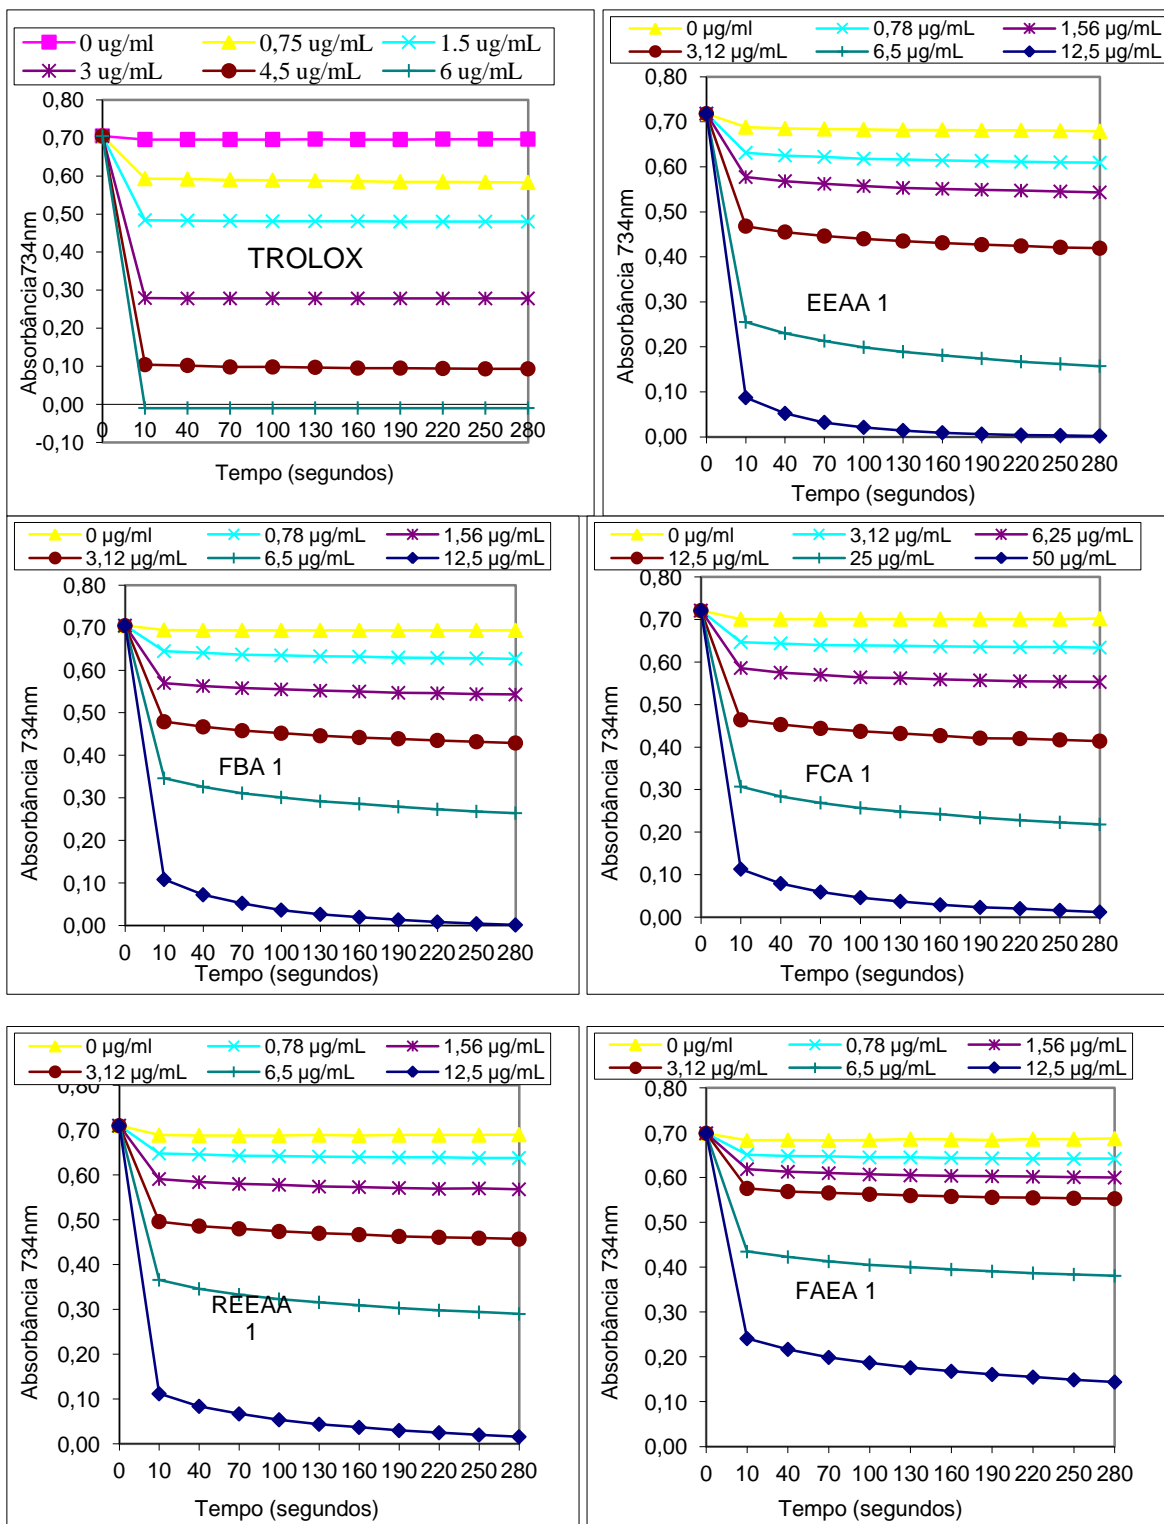 0 ug/ml 0,75 ug/mL 1.5 ug/mL
3 ug/mL 4,5 ug/mL 6 ug/mL
0,80
0,70
0,60
0,50
0,40
0,30
0,20
0,10
0,00
-0,10
Absorbância734nm
TROLOX
0 10 40 70 100 130 160 190 220 250 280
Tempo (segundos)
0 µg/ml 0,78 µg/mL 1,56 µg/mL
3,12 µg/mL 6,5 µg/mL 12,5 µg/mL
0,80
0,70
0,60
0,50
0,40
0,30
0,20
0,10
0,00
Absorbância 734nm
EEAA 1
0 10 40 70 100 130 160 190 220 250 280
Tempo (segundos)
0 µg/ml 0,78 µg/mL 1,56 µg/mL
3,12 µg/mL 6,5 µg/mL 12,5 µg/mL
0,80
0,70
0,60
0,50
0,40
0,30
0,20
0,10
0,00
Absorbância 734nm
FBA 1
0 10 40 70 100 130 160 190 220 250 280
Tempo (segundos)
0 µg/ml 3,12 µg/mL 6,25 µg/mL
12,5 µg/mL 25 µg/mL 50 µg/mL
0,80
0,70
0,60
0,50
0,40
0,30
0,20
0,10
0,00
Absorbância 734nm
FCA 1
0 10 40 70 100 130 160 190 220 250 280
Tempo (segundos)
0 µg/ml 0,78 µg/mL 1,56 µg/mL
3,12 µg/mL 6,5 µg/mL 12,5 µg/mL
0,80
0,70
0,60
0,50
0,40
0,30
0,20
0,10
0,00
Absorbância 734nm
REEAA
1
0 10 40 70 100 130 160 190 220 250 280
Tempo (segundos)
0 µg/ml 0,78 µg/mL 1,56 µg/mL
3,12 µg/mL 6,5 µg/mL 12,5 µg/mL
0,80
0,70
0,60
0,50
0,40
0,30
0,20
0,10
0,00
Absorbância 734nm
FAEA 1
0 10 40 70 100 130 160 190 220 250 280
Tempo (segundos)